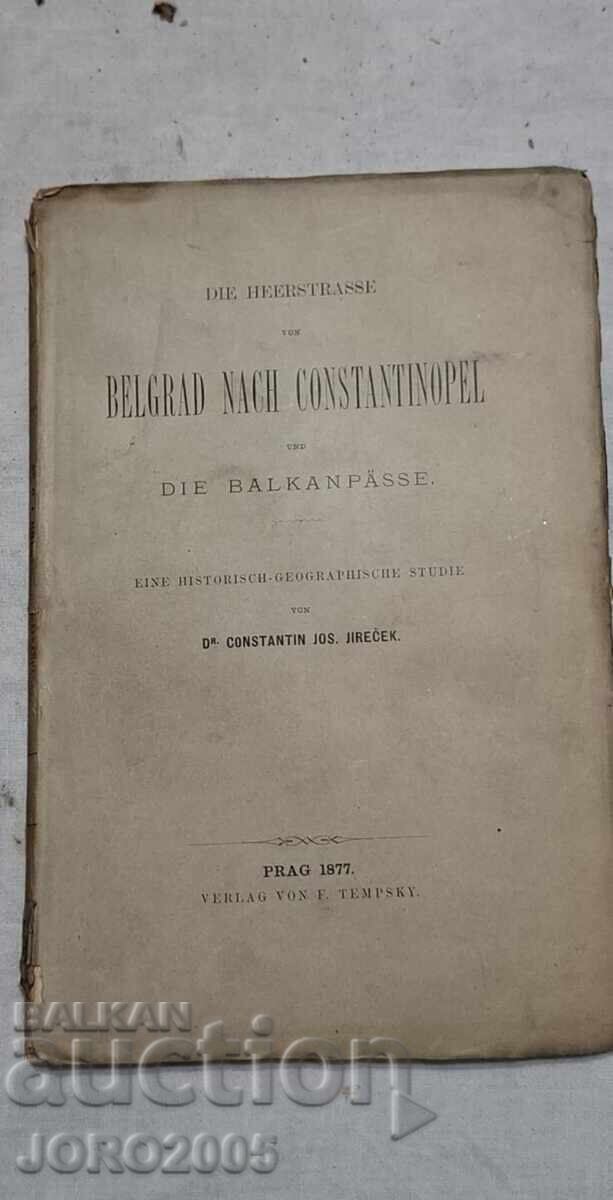 DIE HEERSTRASSE
VON
BELGRAD NACH CONSTANTINOPEL
UND
DIE BALKANPÄSSE.
EINE HISTORISCH-GEOGRAPHISCHE STUDIE
VON
DR. CONSTANTIN JOS. JIREČEK.
PRAG 1877.
VERLAG VON F. TEMPSKY.
BALKAN
auction
JORO2005